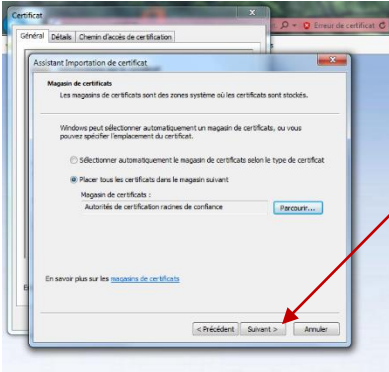 Certificat
Erreur de certificat
Général Détails Chemin d'accès de certification
Assistant Importation de certificat
Magasin de certificats
Les magasins de certificats sont des zones système où les certificats sont stockés.
Windows peut sélectionner automatiquement un magasin de certificats, ou vous
pouvez spécifier l'emplacement du certificat.
Sélectionner automatiquement le magasin de certificats selon le type de certificat
Placer tous les certificats dans le magasin suivant
Magasin de certificats :
Autorités de certification racines de confiance
Parcourir...
En savoir plus sur les magasins de certificats
< Précédent Suivant > Annuler